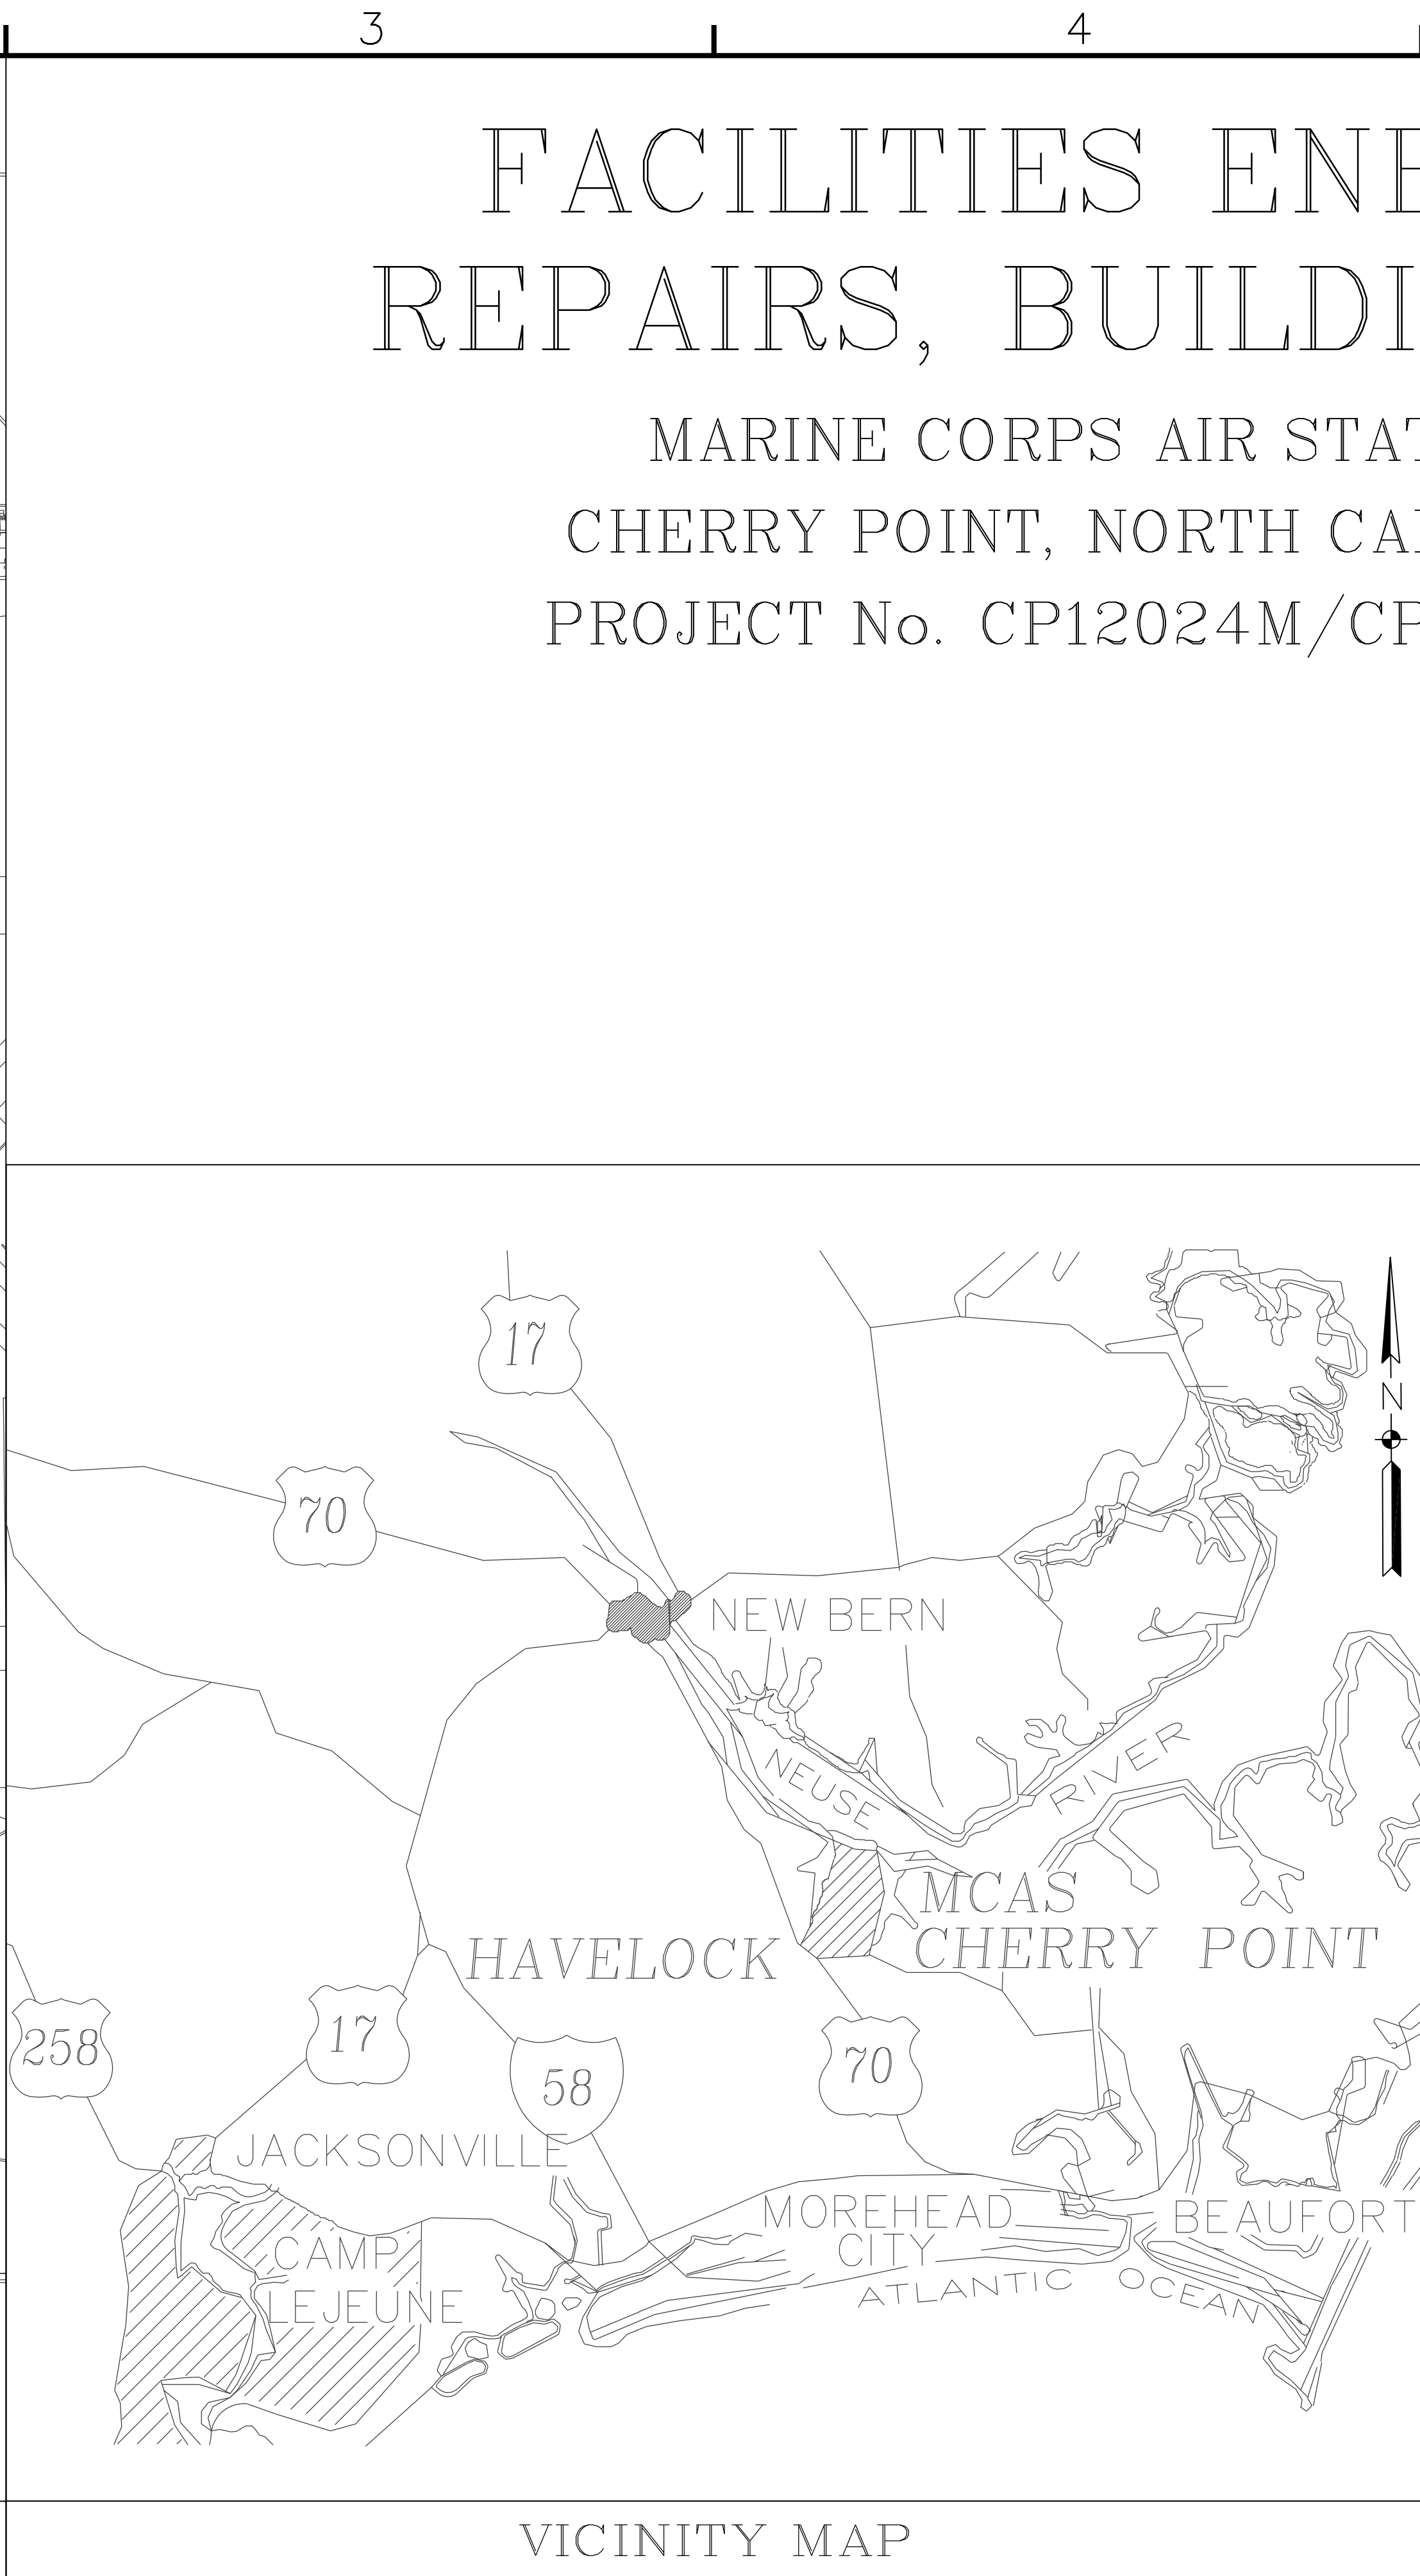 3 4
FACILITIES ENE
REPAIRS, BUILDI
MARINE CORPS AIR STAT
CHERRY POINT, NORTH CAR
PROJECT No. CP12024M/CP
17
N
70
NEW BERN
NEUSE
RIVER
MCAS
CHERRY POINT
HAVELOCK
258
17
58
70
JACKSONVILLE
MOREHEAD
CITY
BEAUFORT
CAMP
LEJEUNE
ATLANTIC OCEAN
VICINITY MAP